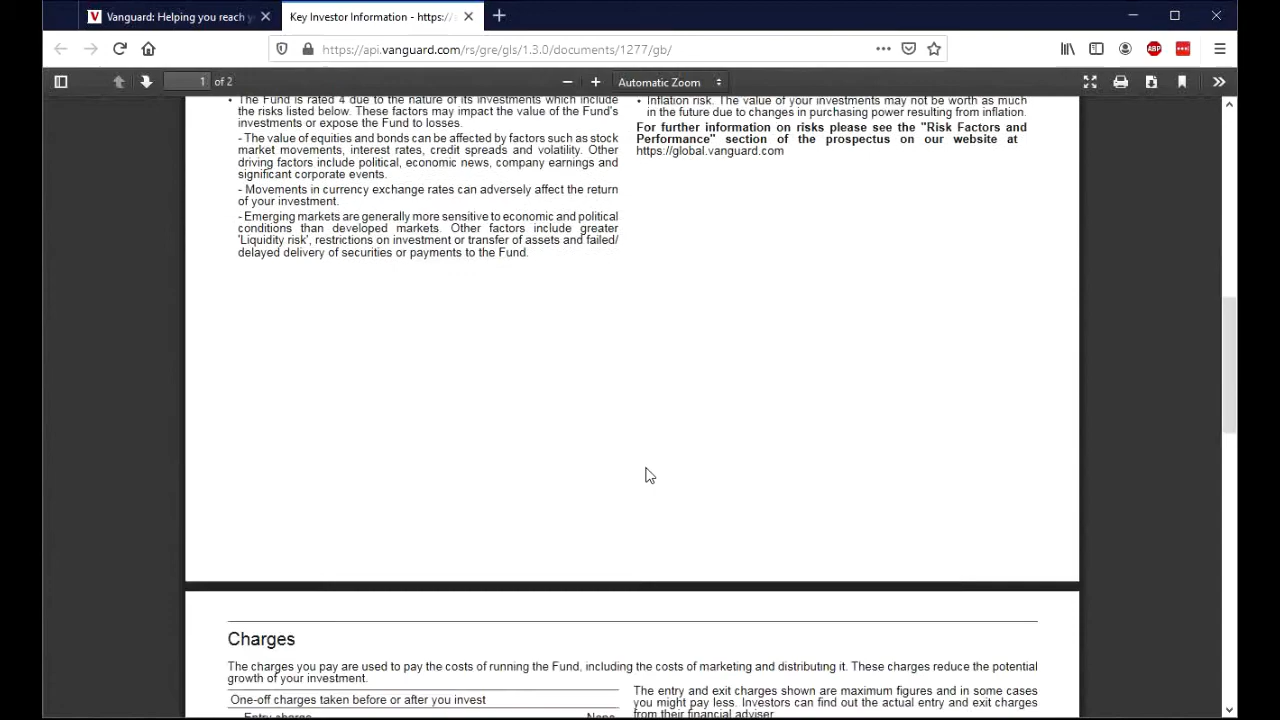 Vanguard: Helping you reach y
Key Investor Information - https://
https://api.vanguard.com/rs/gre/gls/1.3.0/documents/1277/gb/
ABP
1 of 2
Automatic Zoom
• The Fund is rated 4 due to the nature of its investments which include
the risks listed below. These factors may impact the value of the Fund's
investments or expose the Fund to losses.
- The value of equities and bonds can be affected by factors such as stock
market movements, interest rates, credit spreads and volatility. Other
driving factors include political, economic news, company earnings and
significant corporate events.
- Movements in currency exchange rates can adversely affect the return
of your investment.
- Emerging markets are generally more sensitive to economic and political
conditions than developed markets. Other factors include greater
'Liquidity risk', restrictions on investment or transfer of assets and failed/
delayed delivery of securities or payments to the Fund.
• Inflation risk. The value of your investments may not be worth as much
in the future due to changes in purchasing power resulting from inflation.
For further information on risks please see the "Risk Factors and
Performance" section of the prospectus on our website at
https://global.vanguard.com
Charges
The charges you pay are used to pay the costs of running the Fund, including the costs of marketing and distributing it. These charges reduce the potential
growth of your investment.
One-off charges taken before or after you invest
Entry charge None
The entry and exit charges shown are maximum figures and in some cases
you might pay less. Investors can find out the actual entry and exit charges
from their financial adviser